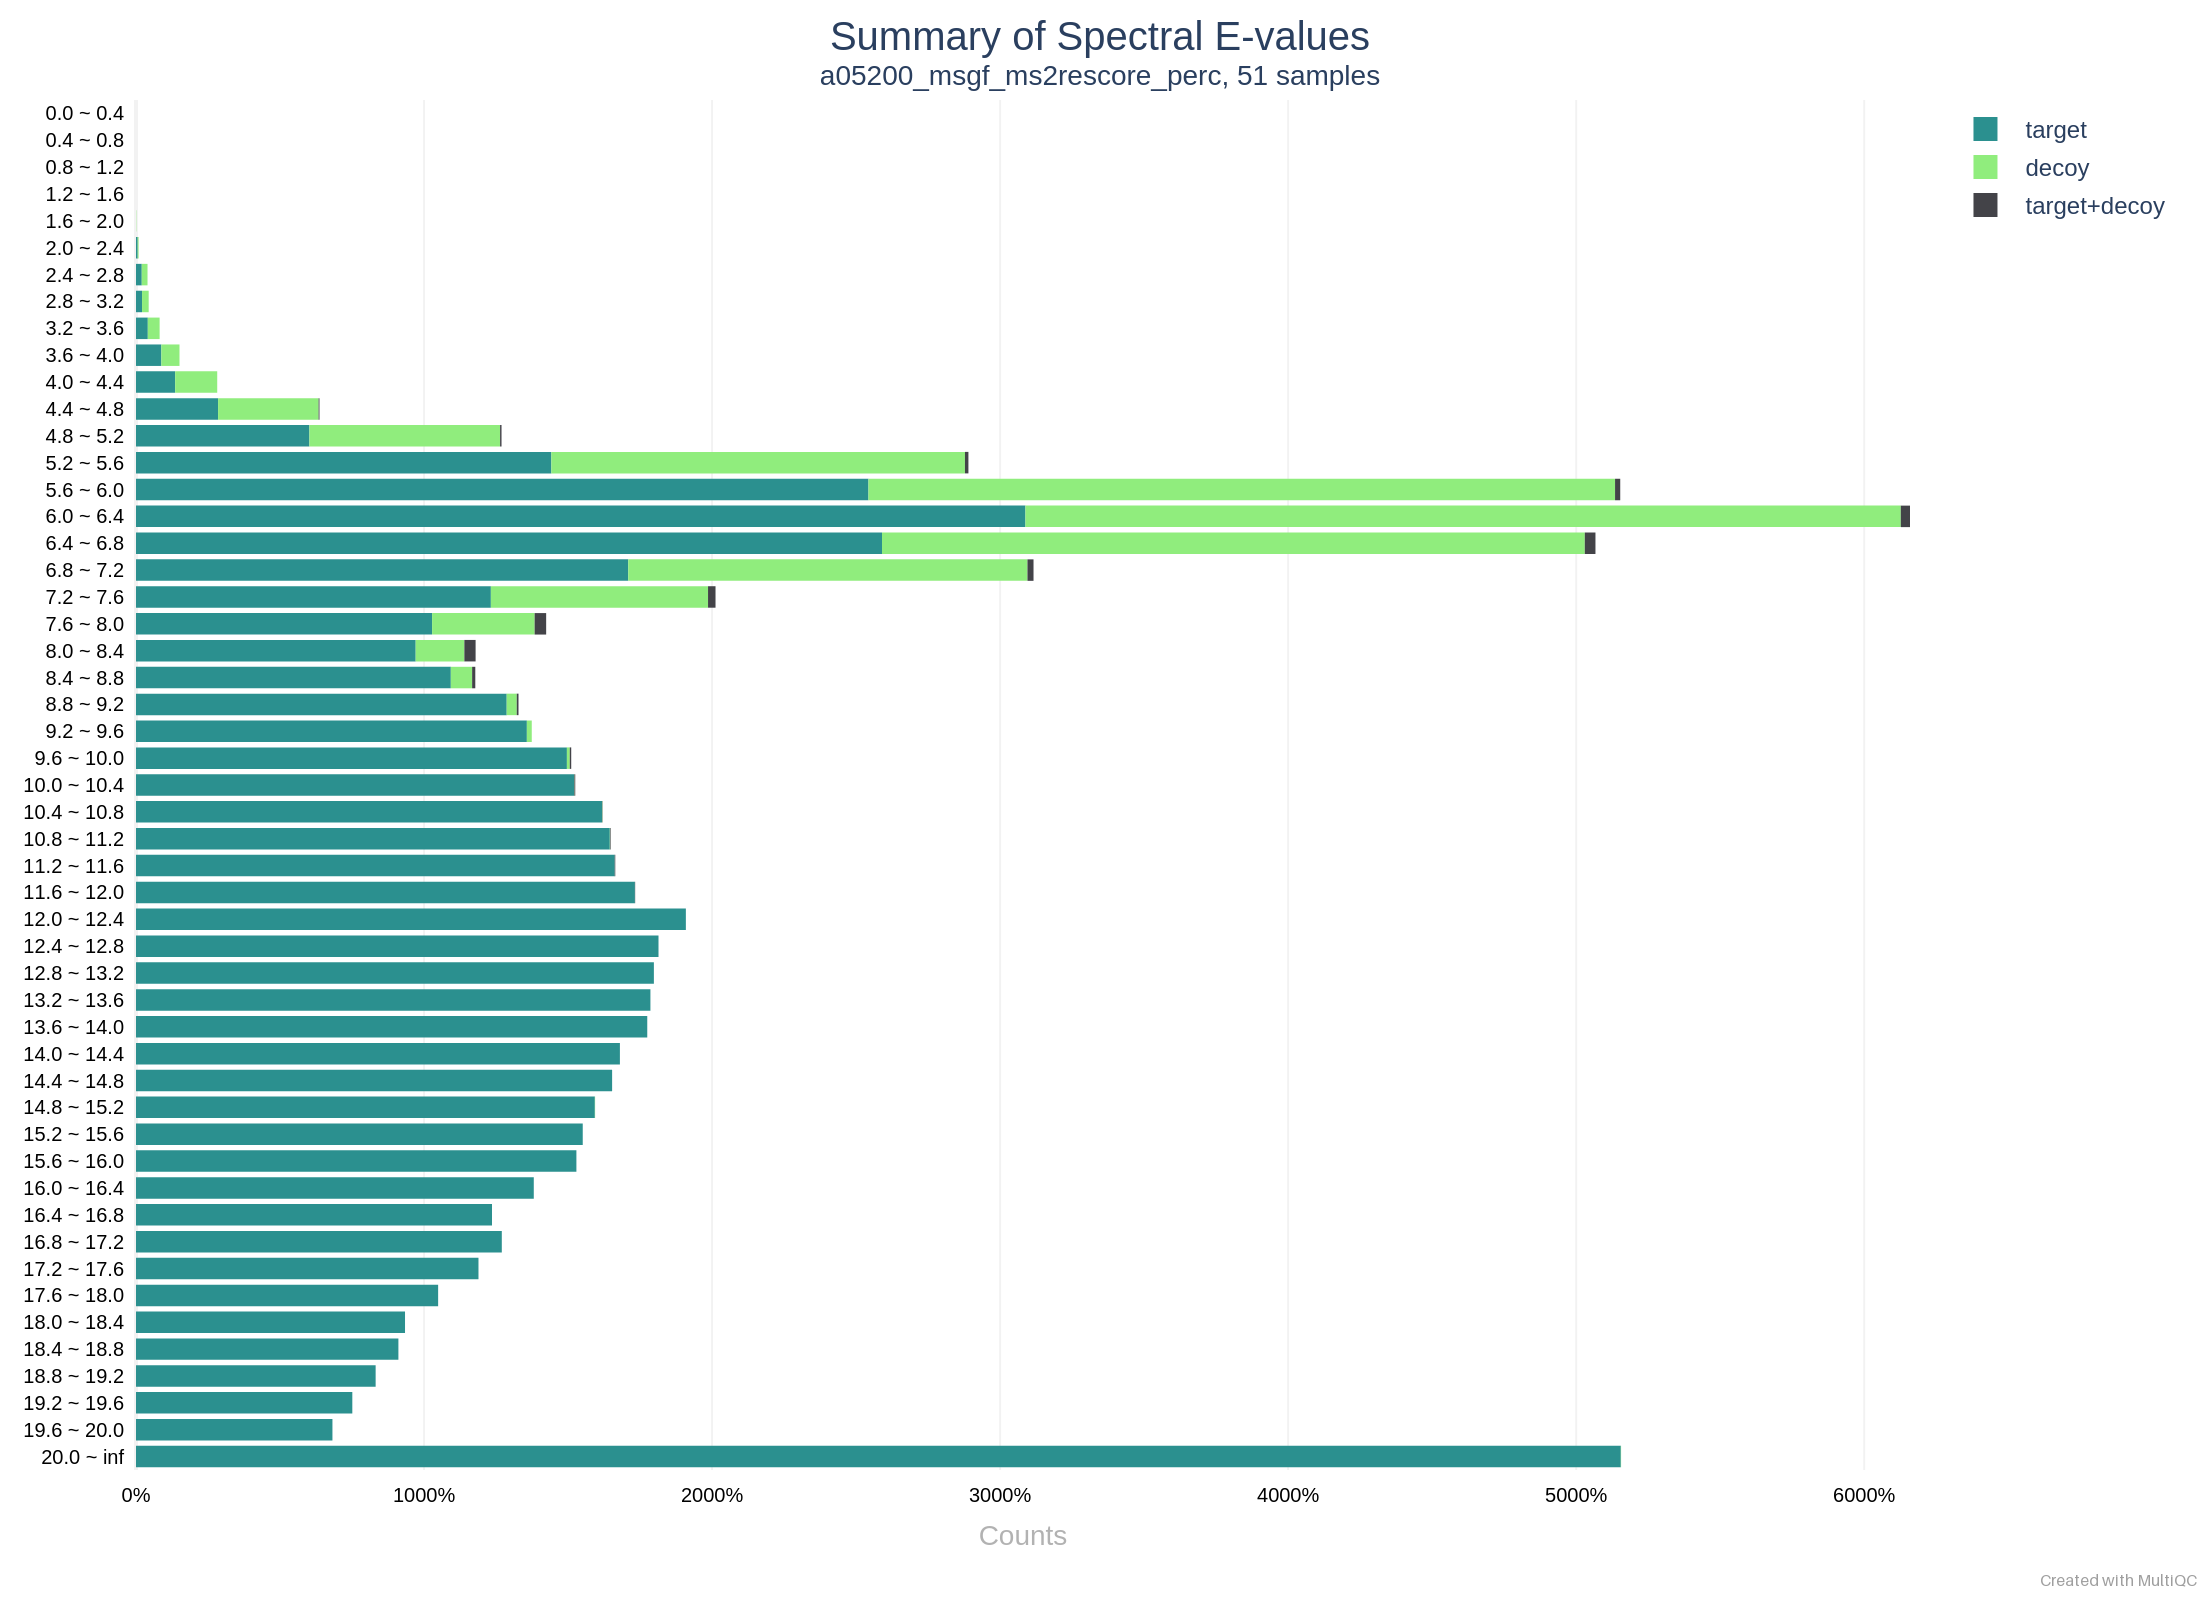 Summary of Spectral E-values
a05200_msgf_ms2rescore_perc, 51 samples
0.0 ~ 0.4
0.4 ~ 0.8
0.8 ~ 1.2
1.2 ~ 1.6
1.6 ~ 2.0
2.0 ~ 2.4
2.4 ~ 2.8
2.8 ~ 3.2
3.2 ~ 3.6
3.6 ~ 4.0
4.0 ~ 4.4
4.4 ~ 4.8
4.8 ~ 5.2
5.2 ~ 5.6
5.6 ~ 6.0
6.0 ~ 6.4
6.4 ~ 6.8
6.8 ~ 7.2
7.2 ~ 7.6
7.6 ~ 8.0
8.0 ~ 8.4
8.4 ~ 8.8
8.8 ~ 9.2
9.2 ~ 9.6
9.6 ~ 10.0
10.0 ~ 10.4
10.4 ~ 10.8
10.8 ~ 11.2
11.2 ~ 11.6
11.6 ~ 12.0
12.0 ~ 12.4
12.4 ~ 12.8
12.8 ~ 13.2
13.2 ~ 13.6
13.6 ~ 14.0
14.0 ~ 14.4
14.4 ~ 14.8
14.8 ~ 15.2
15.2 ~ 15.6
15.6 ~ 16.0
16.0 ~ 16.4
16.4 ~ 16.8
16.8 ~ 17.2
17.2 ~ 17.6
17.6 ~ 18.0
18.0 ~ 18.4
18.4 ~ 18.8
18.8 ~ 19.2
19.2 ~ 19.6
19.6 ~ 20.0
20.0 ~ inf
0% 1000% 2000% 3000% 4000% 5000% 6000%
Counts
target
decoy
target+decoy
Created with MultiQC